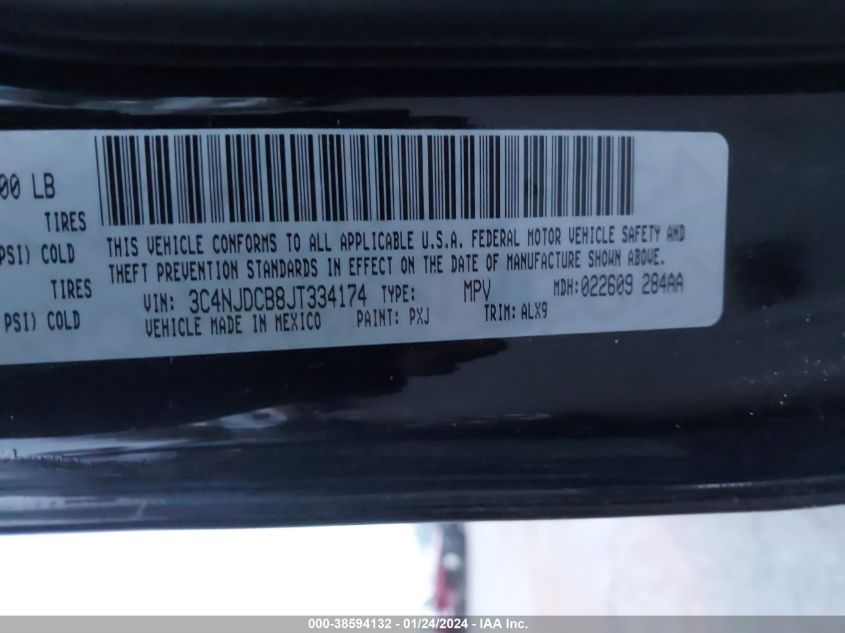 00 LB
TIRES
PSI) COLD
TIRES
PSI) COLD
THIS VEHICLE CONFORMS TO ALL APPLICABLE U.S.A. FEDERAL MOTOR VEHICLE SAFETY AND
THEFT PREVENTION STANDARDS IN EFFECT ON THE DATE OF MANUFACTURE SHOWN ABOVE.
VIN: 3C4NJDCB8JT334174 TYPE: MPV MDH:022609 284AA
VEHICLE MADE IN MEXICO PAINT: PXJ TRIM: ALX9
000-38594132 - 01/24/2024 - IAA Inc.